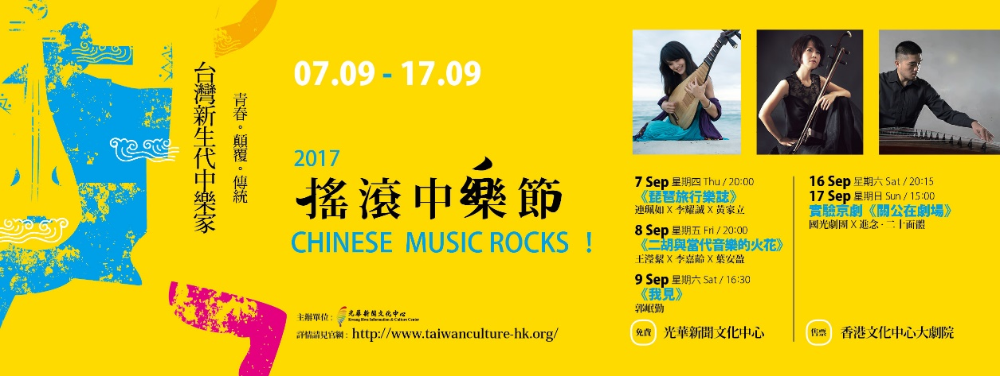 台灣新生代中樂家
青春。顛覆。傳統
07.09 - 17.09
2017
搖滾中樂節
CHINESE MUSIC ROCKS !
主辦單位： 光華新聞文化中心
Kwang Hwa Information & Culture Center
詳情請見官網： http://www.taiwanculture-hk.org/
7 Sep 星期四 Thu / 20:00
《琵琶旅行樂誌》
連珮如 X 李耀誠 X 黃家立
8 Sep 星期五 Fri / 20:00
《二胡與當代音樂的火花》
王瀅絜 X 李嘉齡 X 葉安盈
9 Sep 星期六 Sat / 16:30
《我見》
郭岷勤
免費 光華新聞文化中心
16 Sep 星期六 Sat / 20:15
17 Sep 星期日 Sun / 15:00
實驗京劇《關公在劇場》
國光劇團 X 進念·二十面體
售票 香港文化中心大劇院